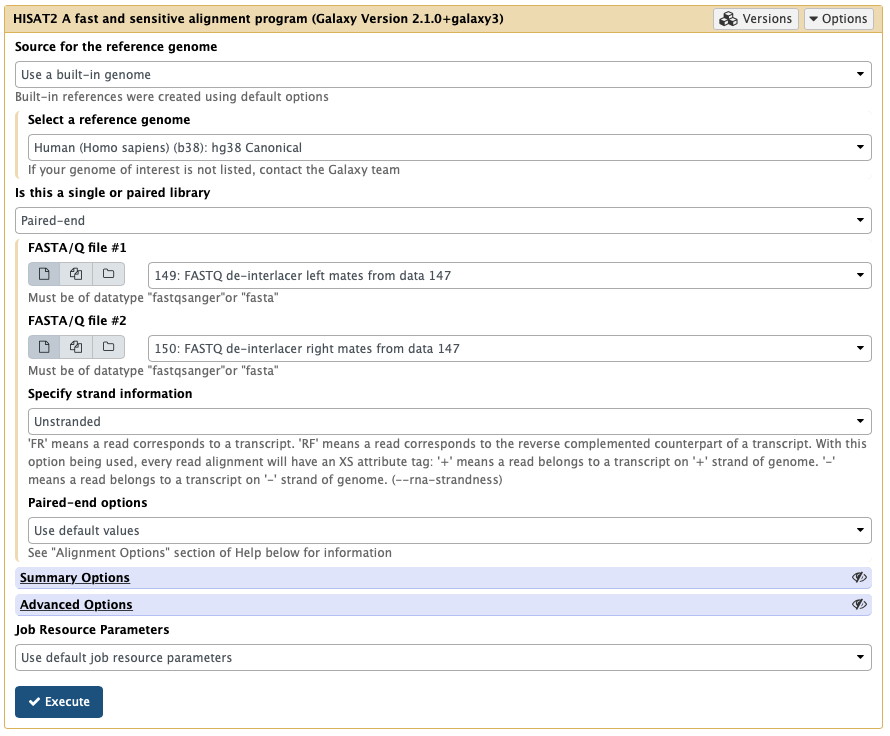 HISAT2 A fast and sensitive alignment program (Galaxy Version 2.1.0+galaxy3)
Versions
Options
Source for the reference genome
Use a built-in genome
Built-in references were created using default options
Select a reference genome
Human (Homo sapiens) (b38): hg38 Canonical
If your genome of interest is not listed, contact the Galaxy team
Is this a single or paired library
Paired-end
FASTA/Q file #1
149: FASTQ de-interlacer left mates from data 147
Must be of datatype "fastqsanger"or "fasta"
FASTA/Q file #2
150: FASTQ de-interlacer right mates from data 147
Must be of datatype "fastqsanger"or "fasta"
Specify strand information
Unstranded
'FR' means a read corresponds to a transcript. 'RF' means a read corresponds to the reverse complemented counterpart of a transcript. With this
option being used, every read alignment will have an XS attribute tag: '+' means a read belongs to a transcript on '+' strand of genome. '-'
means a read belongs to a transcript on '-' strand of genome. (--rna-strandness)
Paired-end options
Use default values
See "Alignment Options" section of Help below for information
Summary Options
Advanced Options
Job Resource Parameters
Use default job resource parameters
Execute